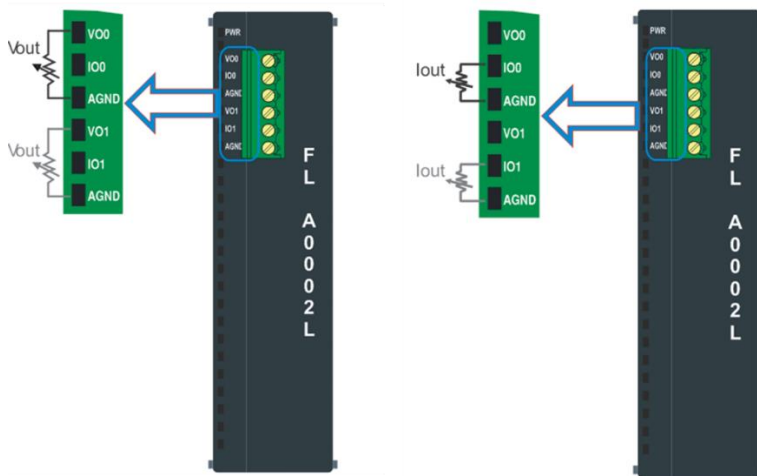 Vout
VO0
IO0
AGND
Vout
VO1
IO1
AGND
PWR
VO0
IO0
AGND
VO1
IO1
AGND
FL A0002L
Iout
VO0
IO0
AGND
VO1
Iout
IO1
AGND
PWR
VO0
IO0
AGND
VO1
IO1
AGND
FL A0002L